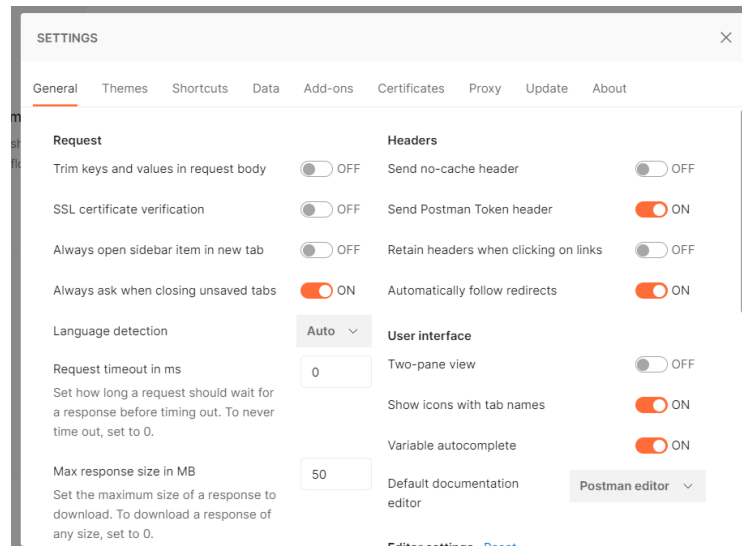 SETTINGS
General Themes Shortcuts Data Add-ons Certificates Proxy Update About
Request
Trim keys and values in request body OFF
SSL certificate verification OFF
Always open sidebar item in new tab OFF
Always ask when closing unsaved tabs ON
Language detection Auto
Request timeout in ms 0
Set how long a request should wait for
a response before timing out. To never
time out, set to 0.
Max response size in MB 50
Set the maximum size of a response to
download. To download a response of
any size, set to 0.
Headers
Send no-cache header OFF
Send Postman Token header ON
Retain headers when clicking on links OFF
Automatically follow redirects ON
User interface
Two-pane view OFF
Show icons with tab names ON
Variable autocomplete ON
Default documentation
editor Postman editor
Editor settings Reset